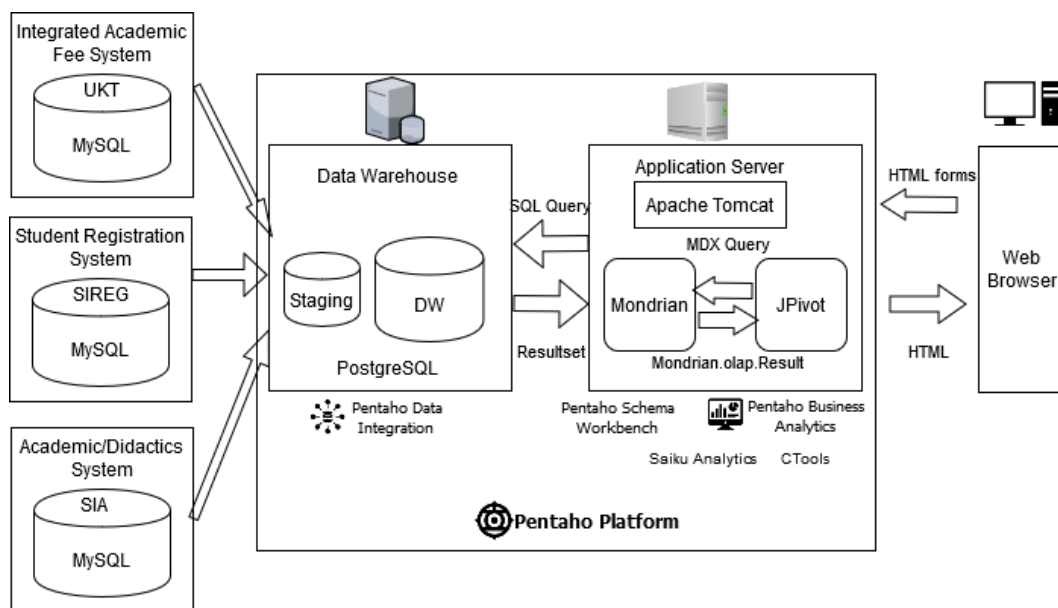 Integrated Academic
Fee System
UKT
MySQL
Student Registration
System
SIREG
MySQL
Academic/Didactics
System
SIA
MySQL
Data Warehouse
Staging
DW
PostgreSQL
Pentaho Data
Integration
SQL Query
Resultset
Application Server
Apache Tomcat
MDX Query
Mondrian
JPivot
Mondrian.olap.Result
Pentaho Schema
Workbench
Pentaho Business
Analytics
Saiku Analytics
CTools
Pentaho Platform
HTML forms
HTML
Web
Browser